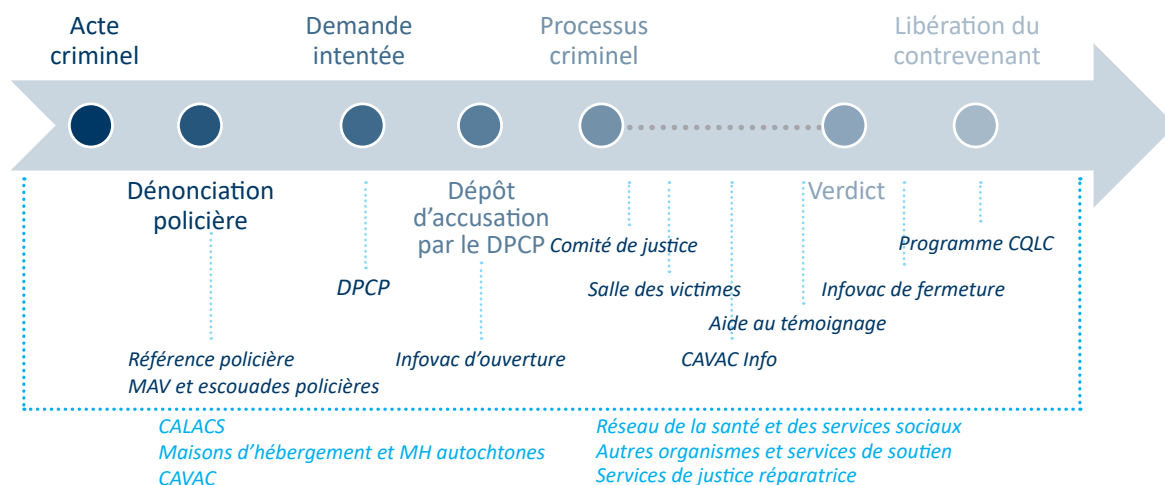 Acte
criminel
Demande
intentée
Processus
criminel
Libération du
contrevenant
Dénonciation
policière
Dépôt
d’accusation
par le DPCP
Verdict
Comité de justice
Programme CQLC
DPCP
Salle des victimes
Infovac de fermeture
Aide au témoignage
Référence policière
MAV et escouades policières
Infovac d’ouverture
CAVAC Info
CALACS
Maisons d’hébergement et MH autochtones
CAVAC
Réseau de la santé et des services sociaux
Autres organismes et services de soutien
Services de justice réparatrice